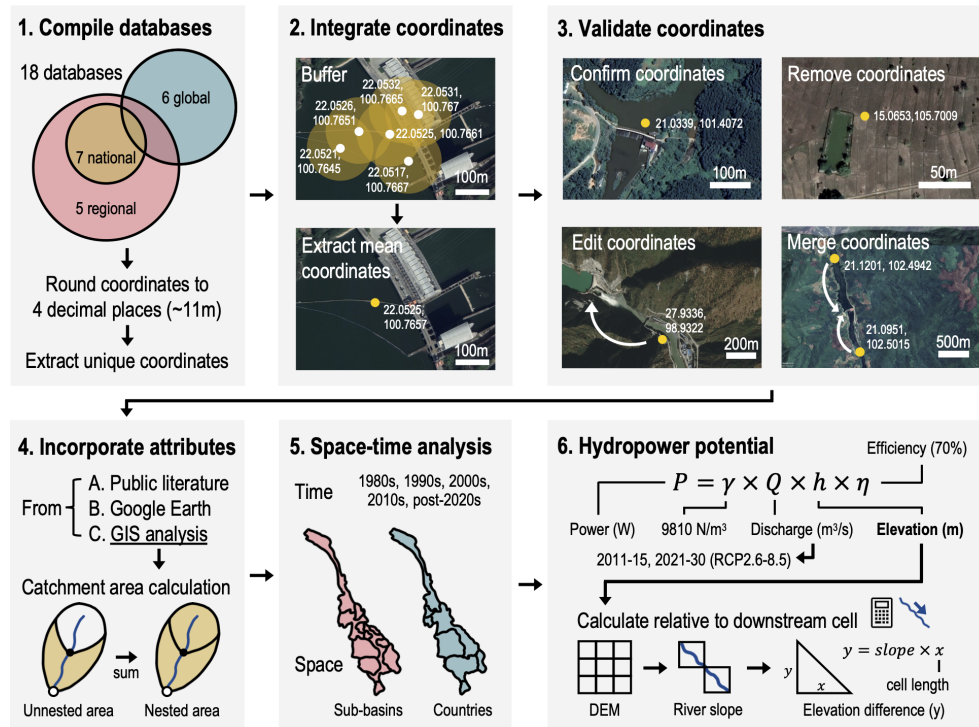 1. Compile databases
18 databases
6 global
7 national
5 regional
Round coordinates to
4 decimal places (~11m)
Extract unique coordinates
2. Integrate coordinates
Buffer
22.0532,
100.7665
22.0531,
100.767
22.0526,
100.7651
22.0525, 100.7661
22.0521,
100.7645
22.0517,
100.7667
100m
Extract mean
coordinates
22.0525,
100.7657
100m
3. Validate coordinates
Confirm coordinates
21.0339, 101.4072
100m
Remove coordinates
15.0653,105.7009
50m
Edit coordinates
27.9336,
98.9322
200m
Merge coordinates
21.1201, 102.4942
21.0951,
102.5015
500m
4. Incorporate attributes
From
A. Public literature
B. Google Earth
C. GIS analysis
Catchment area calculation
sum
Unnested area
Nested area
5. Space-time analysis
Time
1980s, 1990s, 2000s,
2010s, post-2020s
Space
Sub-basins
Countries
6. Hydropower potential
Efficiency (70%)
P = γ × Q × h × η
Power (W)
9810 N/m³
Discharge (m³/s)
Elevation (m)
2011-15, 2021-30 (RCP2.6-8.5)
Calculate relative to downstream cell
y = slope × x
y
x
cell length
DEM
River slope
Elevation difference (y)